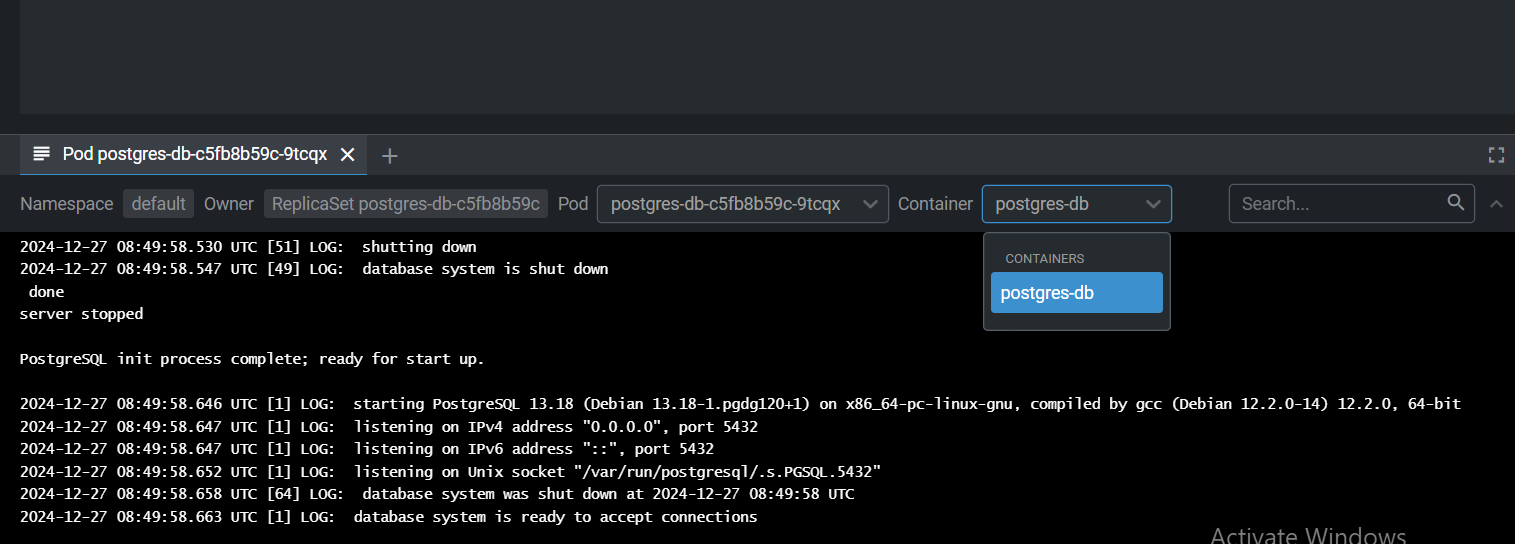 Pod postgres-db-c5fb8b59c-9tcqx
Namespace default Owner ReplicaSet postgres-db-c5fb8b59c Pod postgres-db-c5fb8b59c-9tcqx Container postgres-db Search...
CONTAINERS
postgres-db
2024-12-27 08:49:58.530 UTC [51] LOG:  shutting down
2024-12-27 08:49:58.547 UTC [49] LOG:  database system is shut down
 done
server stopped
PostgreSQL init process complete; ready for start up.
2024-12-27 08:49:58.646 UTC [1] LOG:  starting PostgreSQL 13.18 (Debian 13.18-1.pgdg120+1) on x86_64-pc-linux-gnu, compiled by gcc (Debian 12.2.0-14) 12.2.0, 64-bit
2024-12-27 08:49:58.647 UTC [1] LOG:  listening on IPv4 address "0.0.0.0", port 5432
2024-12-27 08:49:58.647 UTC [1] LOG:  listening on IPv6 address "::", port 5432
2024-12-27 08:49:58.652 UTC [1] LOG:  listening on Unix socket "/var/run/postgresql/.s.PGSQL.5432"
2024-12-27 08:49:58.658 UTC [64] LOG:  database system was shut down at 2024-12-27 08:49:58 UTC
2024-12-27 08:49:58.663 UTC [1] LOG:  database system is ready to accept connections
Activate Windows